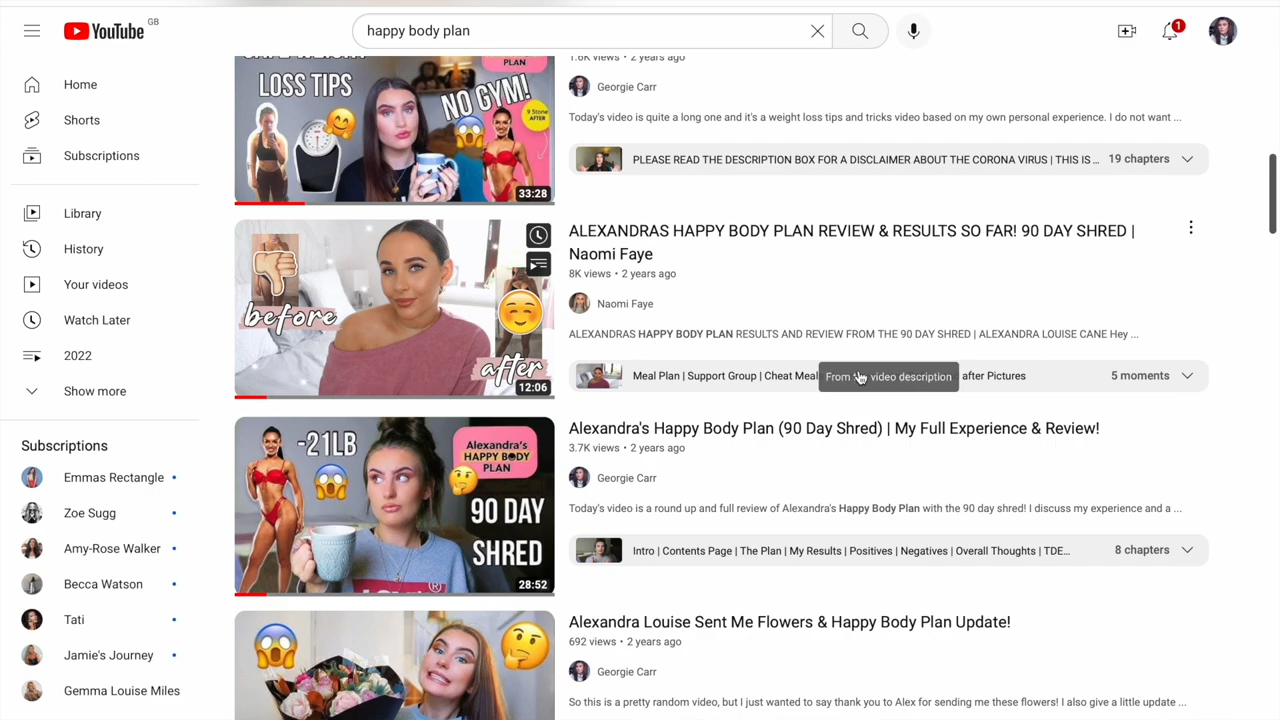 YouTube GB
happy body plan
1
Home
Shorts
Subscriptions
Library
History
Your videos
Watch Later
2022
Show more
Subscriptions
Emmas Rectangle
Zoe Sugg
Amy-Rose Walker
Becca Watson
Tati
Jamie's Journey
Gemma Louise Miles
LOSS TIPS
NO GYM!
PLAN
9 Stone
AFTER
33:28
1.6K views • 2 years ago
Georgie Carr
Today's video is quite a long one and it's a weight loss tips and tricks video based on my own personal experience. I do not want ...
PLEASE READ THE DESCRIPTION BOX FOR A DISCLAIMER ABOUT THE CORONA VIRUS | THIS IS ...
19 chapters
before
after
12:06
ALEXANDRAS HAPPY BODY PLAN REVIEW & RESULTS SO FAR! 90 DAY SHRED |
Naomi Faye
8K views • 2 years ago
Naomi Faye
ALEXANDRAS HAPPY BODY PLAN RESULTS AND REVIEW FROM THE 90 DAY SHRED | ALEXANDRA LOUISE CANE Hey ...
Meal Plan | Support Group | Cheat Meal
From the video description
after Pictures
5 moments
-21LB
Alexandra's
HAPPY BODY
PLAN
90 DAY
SHRED
28:52
Alexandra's Happy Body Plan (90 Day Shred) | My Full Experience & Review!
3.7K views • 2 years ago
Georgie Carr
Today's video is a round up and full review of Alexandra's Happy Body Plan with the 90 day shred! I discuss my experience and a ...
Intro | Contents Page | The Plan | My Results | Positives | Negatives | Overall Thoughts | TDE...
8 chapters
Alexandra Louise Sent Me Flowers & Happy Body Plan Update!
692 views • 2 years ago
Georgie Carr
So this is a pretty random video, but I just wanted to say thank you to Alex for sending me these flowers! I also give a little update ...